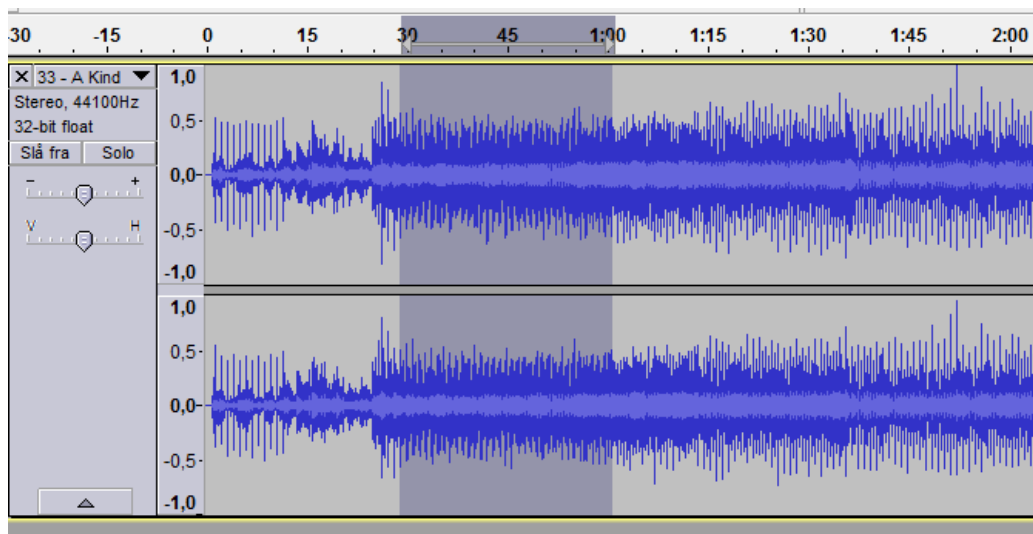 -30 -15 0 15 30 45 1:00 1:15 1:30 1:45 2:00
X 33 - A Kind
Stereo, 44100Hz
32-bit float
Slå fra Solo
- +
V H
1,0
0,5-
0,0-
-0,5-
-1,0
1,0
0,5-
0,0-
-0,5-
-1,0